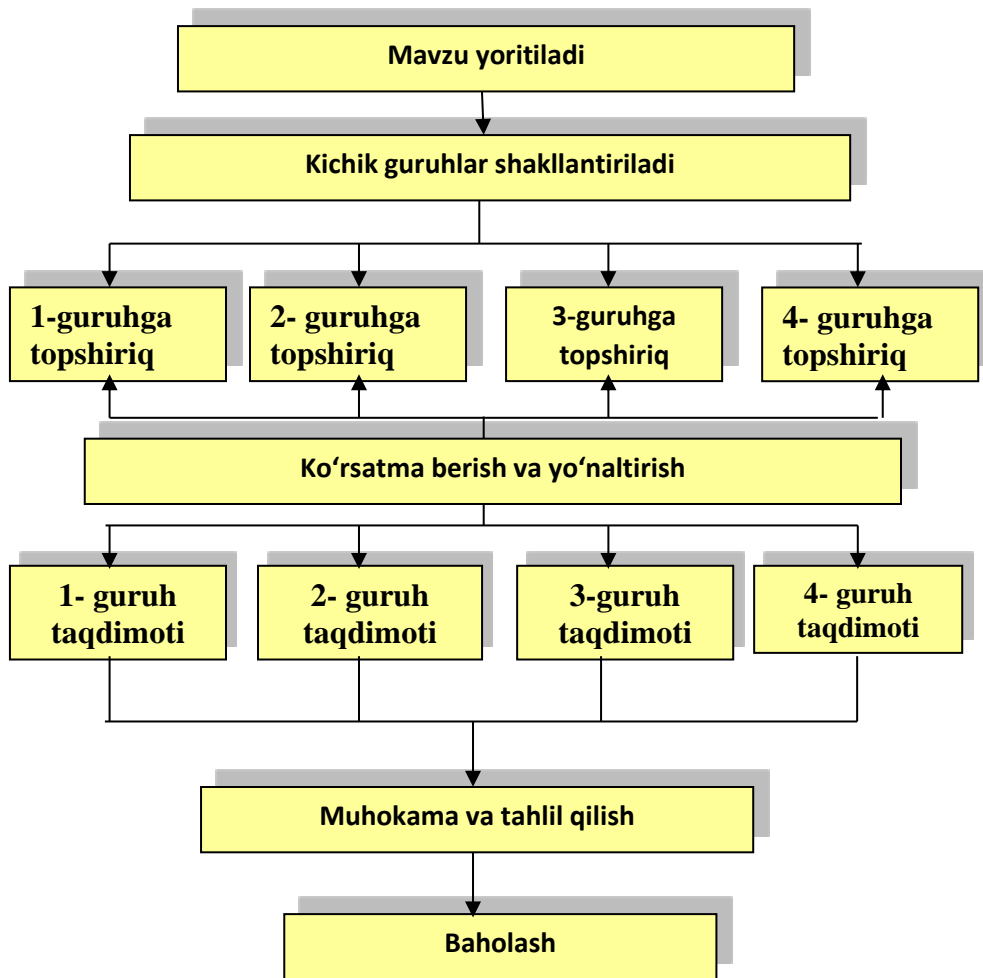 Mavzu yoritiladi
Kichik guruhlar shakllantiriladi
1-guruhga
topshiriq
2- guruhga
topshiriq
3-guruhga
topshiriq
4- guruhga
topshiriq
Ko‘rsatma berish va yo‘naltirish
1- guruh
taqdimoti
2- guruh
taqdimoti
3-guruh
taqdimoti
4- guruh
taqdimoti
Muhokama va tahlil qilish
Baholash